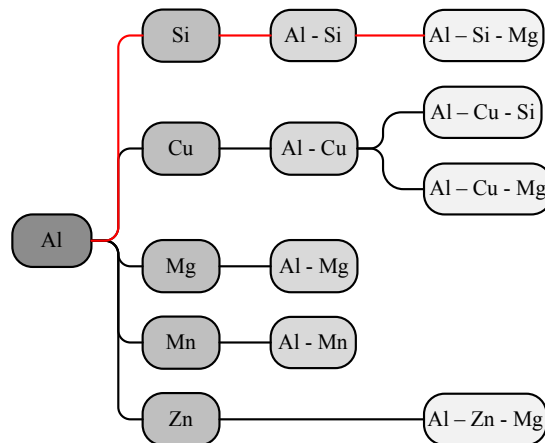 Si
Al - Si
Al – Si - Mg
Al – Cu - Si
Cu
Al - Cu
Al – Cu - Mg
Al
Mg
Al - Mg
Mn
Al - Mn
Zn
Al – Zn - Mg